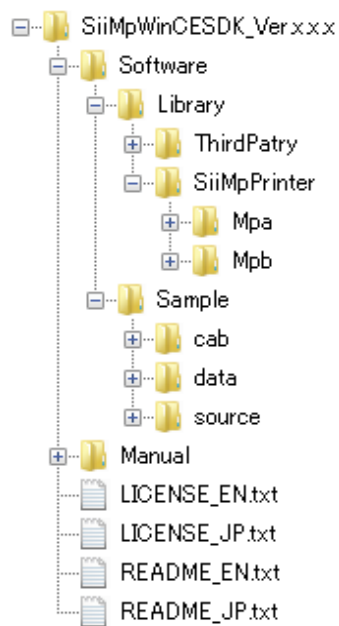 SiiMpWinCESDK_Ver.x.x.x
Software
Library
ThirdPatry
SiiMpPrinter
Mpa
Mpb
Sample
cab
data
source
Manual
LICENSE_EN.txt
LICENSE_JP.txt
README_EN.txt
README_JP.txt